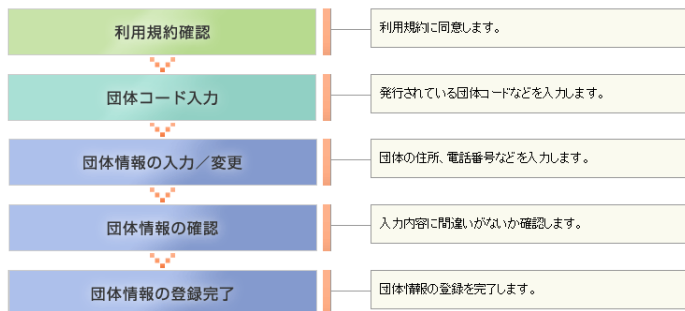 利用規約確認
利用規約に同意します。
団体コード入力
発行されている団体コードなどを入力します。
団体情報の入力／変更
団体の住所、電話番号などを入力します。
団体情報の確認
入力内容に間違いがないか確認します。
団体情報の登録完了
団体情報の登録を完了します。